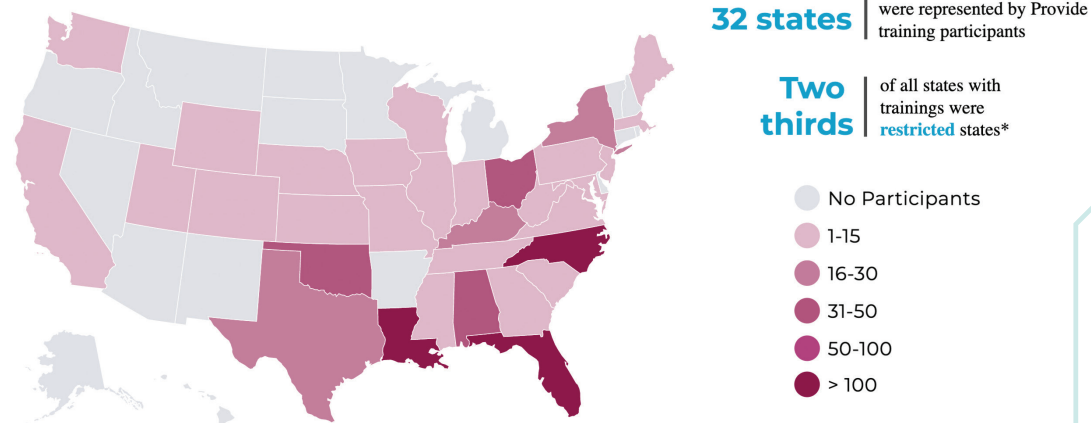 32 states
were represented by Provide
training participants
Two
thirds
of all states with
trainings were
restricted states*
No Participants
1-15
16-30
31-50
50-100
> 100